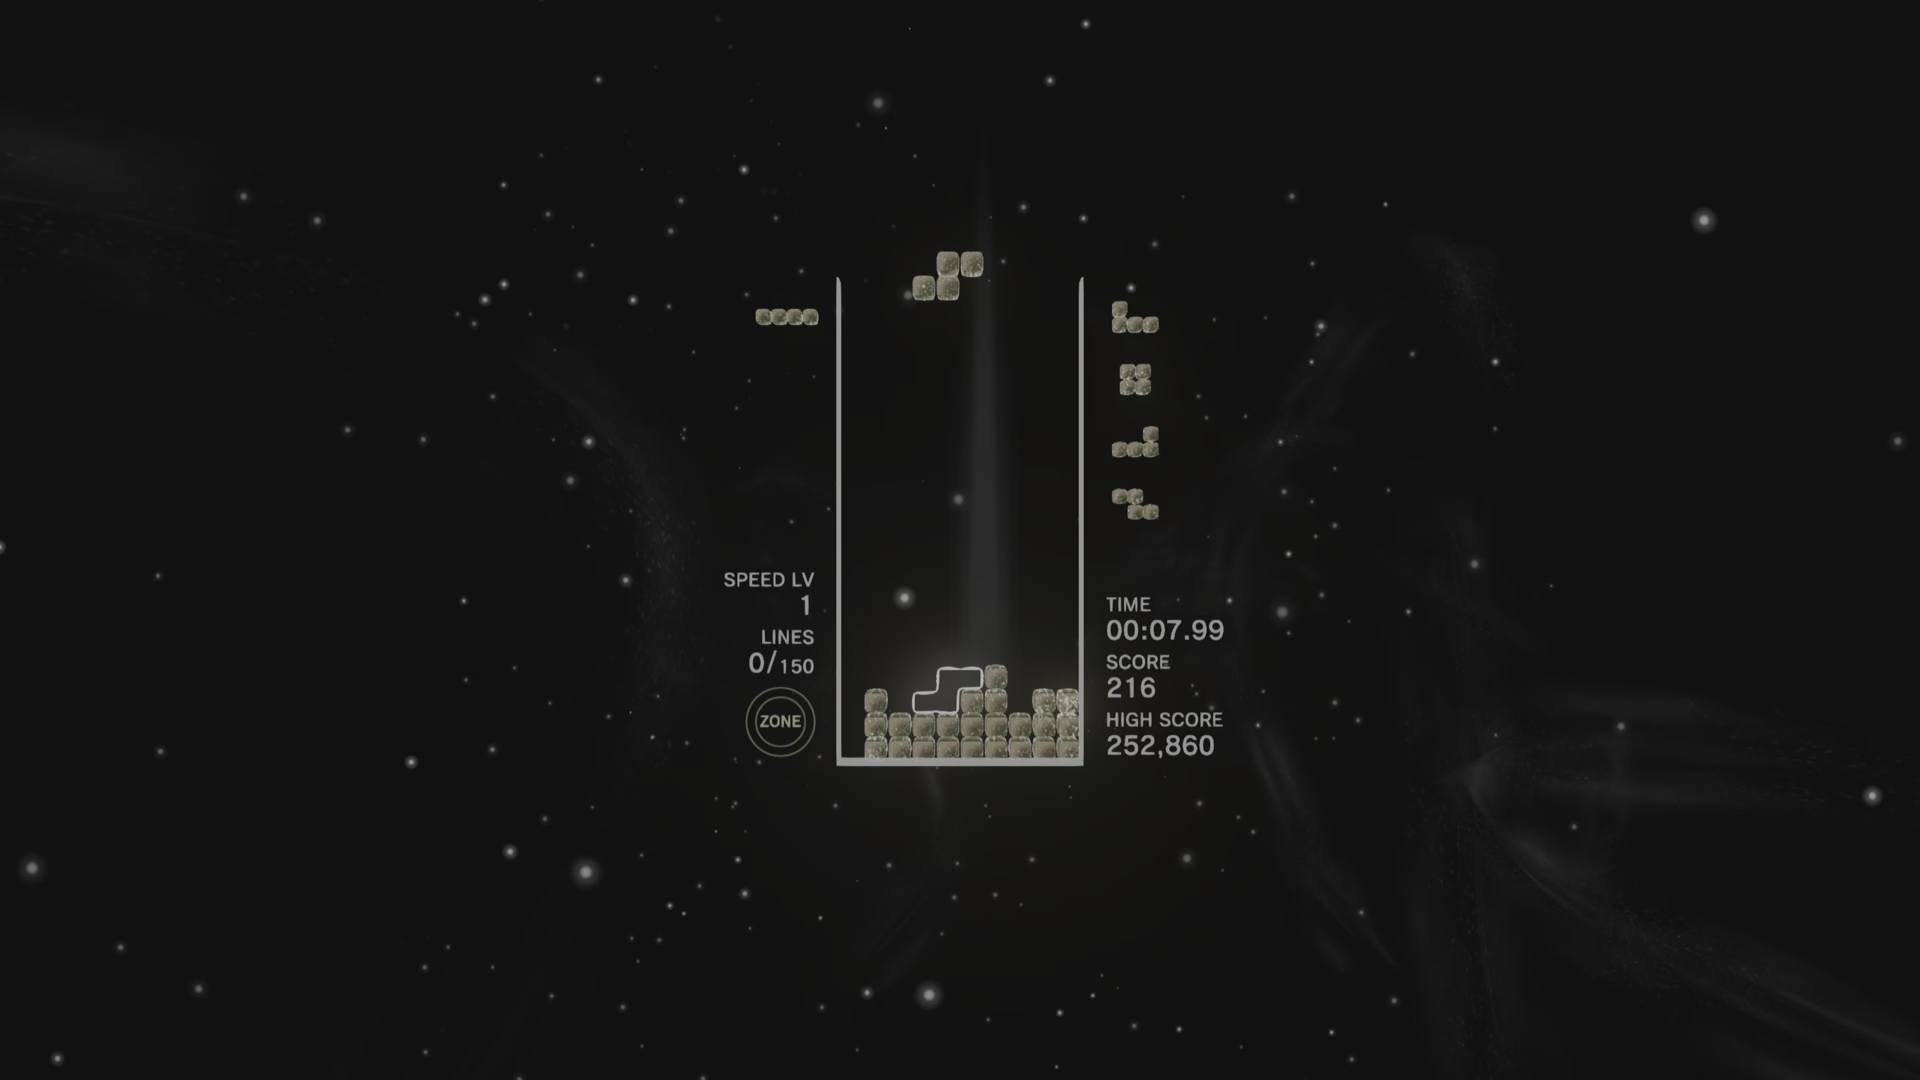 SPEED LV
1
LINES
0/150
ZONE
TIME
00:07.99
SCORE
216
HIGH SCORE
252,860